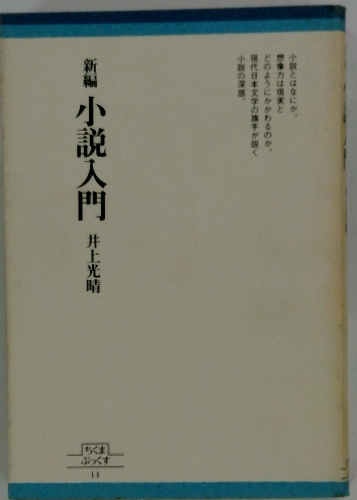 小説とはなにか。
想像力は現実と
どのようにかかわるのか。
現代日本文学の旗手が説く
小説の深部。
新編
小説入門
井上光晴
ちくま
ぶっくす
14